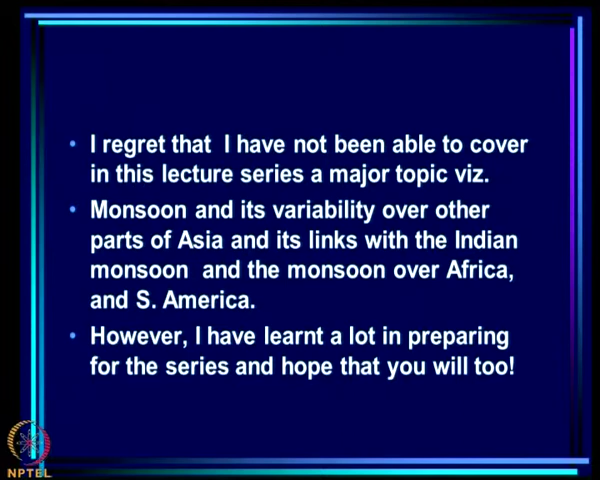 • I regret that I have not been able to cover
in this lecture series a major topic viz.
• Monsoon and its variability over other
parts of Asia and its links with the Indian
monsoon and the monsoon over Africa,
and S. America.
• However, I have learnt a lot in preparing
for the series and hope that you will too!
NPTEL